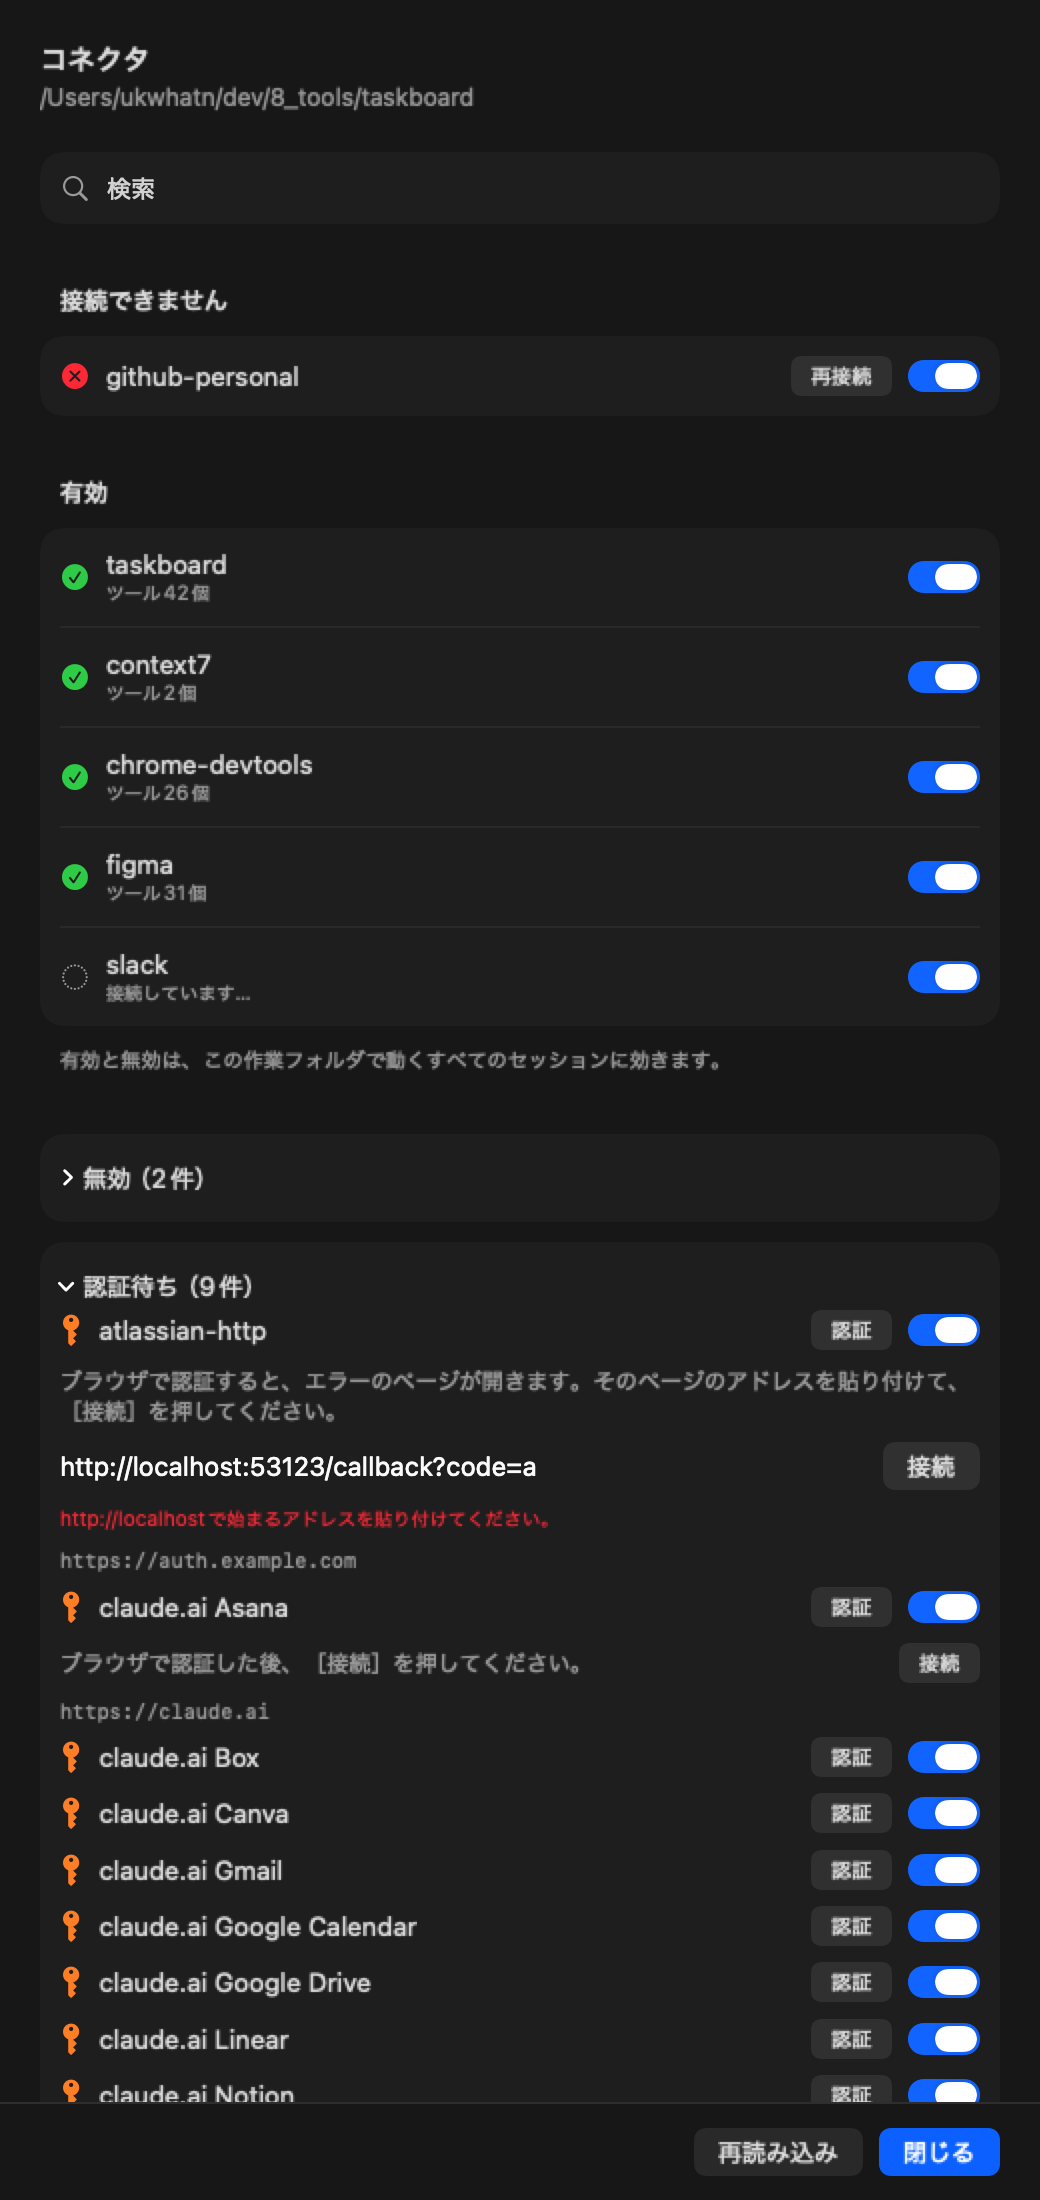 コネクタ
/Users/ukwhatn/dev/8_tools/taskboard
検索
接続できません
github-personal
再接続
有効
taskboard
ツール42個
context7
ツール2個
chrome-devtools
ツール26個
figma
ツール31個
slack
接続しています...
有効と無効は、この作業フォルダで動くすべてのセッションに効きます。
無効（2件）
認証待ち（9件）
atlassian-http
認証
ブラウザで認証すると、エラーのページが開きます。そのページのアドレスを貼り付けて、
［接続］を押してください。
http://localhost:53123/callback?code=a
接続
http://localhostで始まるアドレスを貼り付けてください。
https://auth.example.com
claude.ai Asana
認証
ブラウザで認証した後、［接続］を押してください。
接続
https://claude.ai
claude.ai Box
認証
claude.ai Canva
認証
claude.ai Gmail
認証
claude.ai Google Calendar
認証
claude.ai Google Drive
認証
claude.ai Linear
認証
claude.ai Notion
認証
再読み込み
閉じる